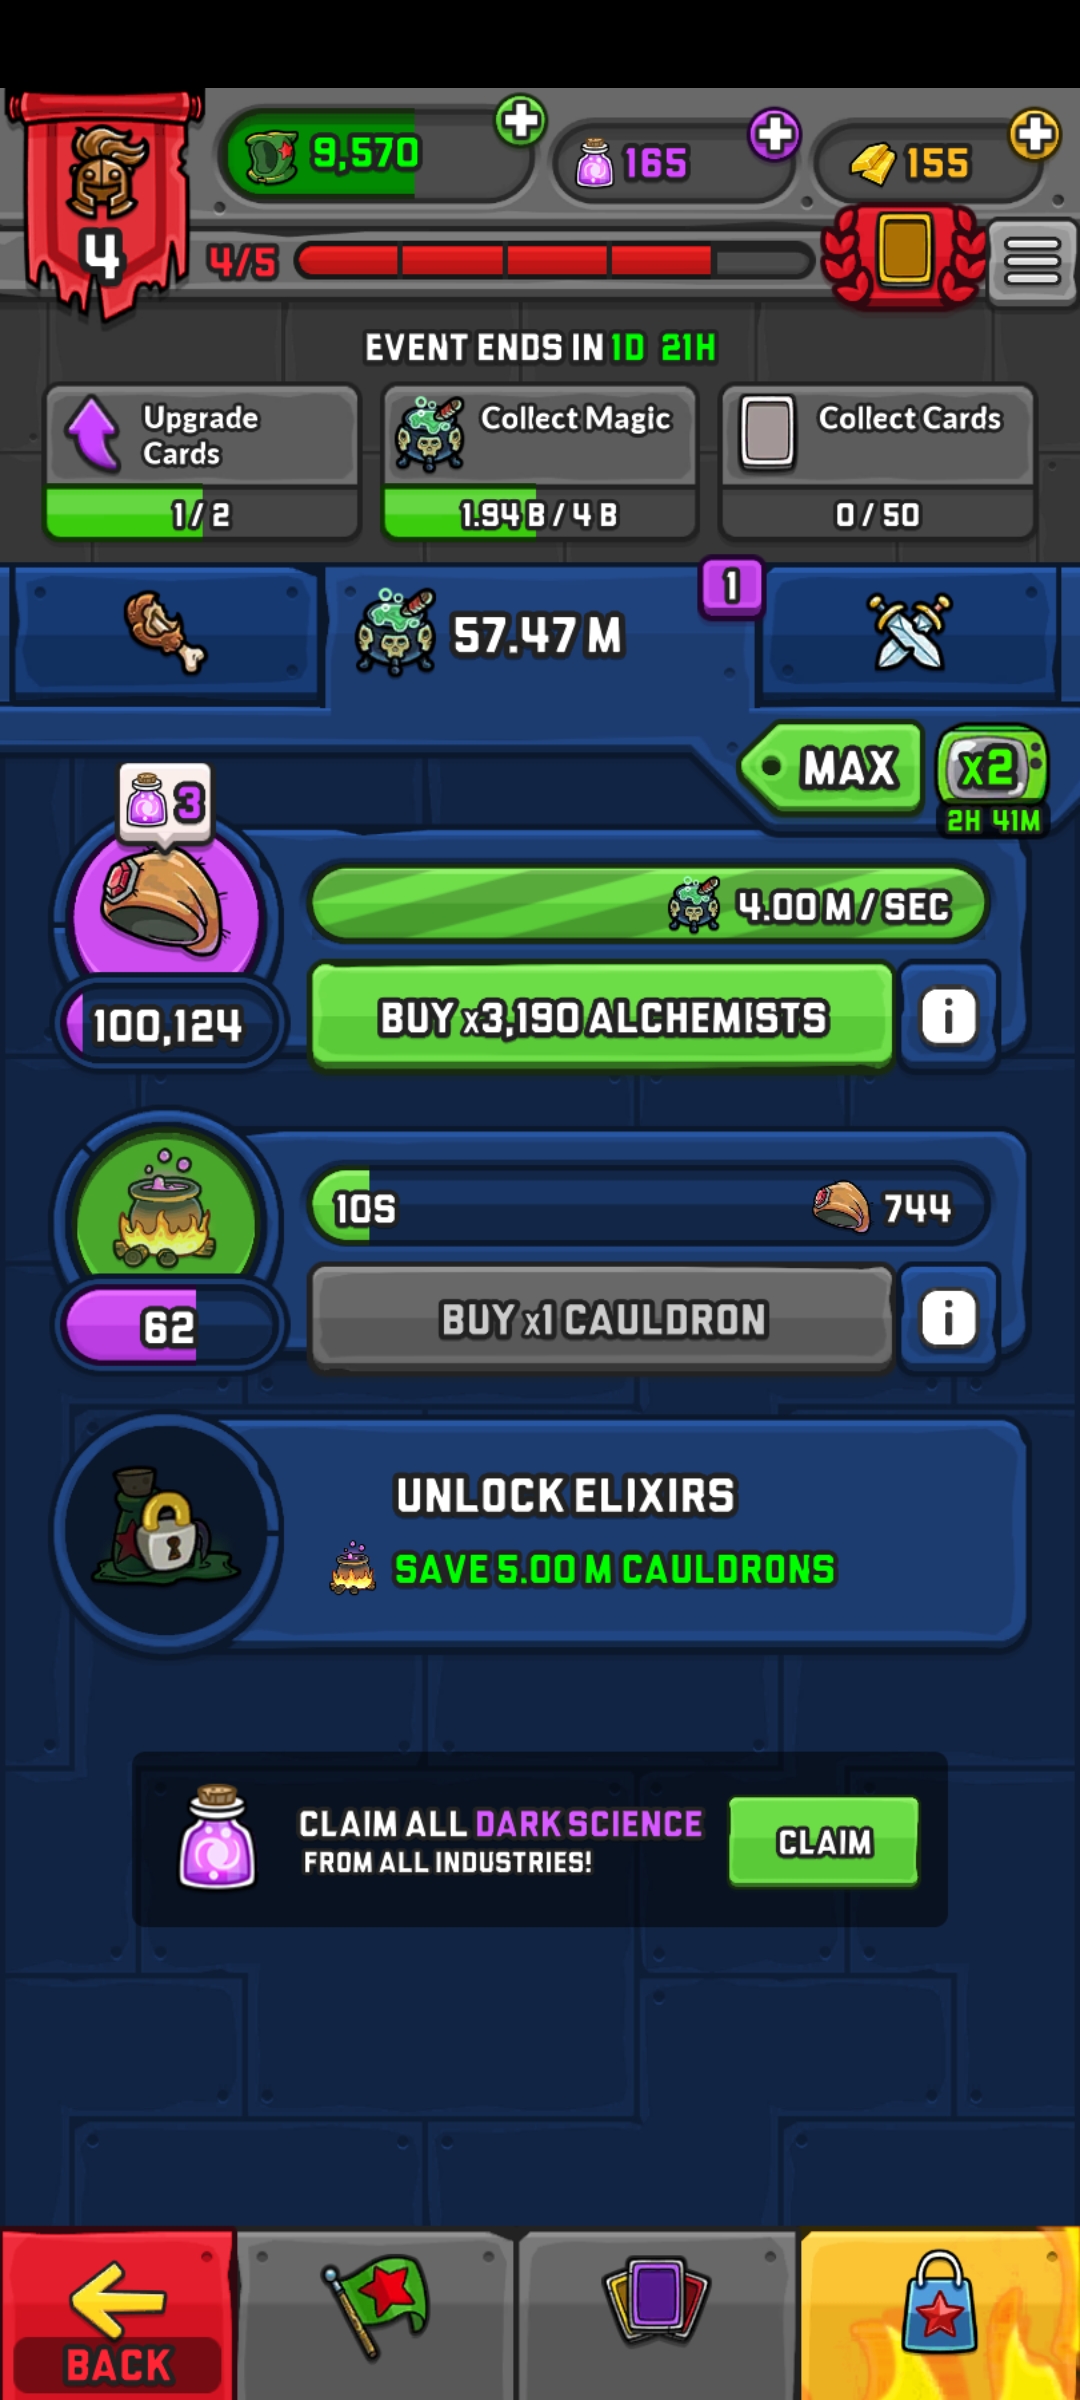 9,570
165
155
4
4/5
EVENT ENDS IN 1D 21H
Upgrade
Cards
1 / 2
Collect Magic
1.94 B / 4 B
Collect Cards
0 / 50
57.47 M
1
MAX
x2
2H 41M
3
4.00 M / SEC
100,124
BUY x3,190 ALCHEMISTS
i
10S
744
62
BUY x1 CAULDRON
i
UNLOCK ELIXIRS
SAVE 5.00 M CAULDRONS
CLAIM ALL DARK SCIENCE
FROM ALL INDUSTRIES!
CLAIM
BACK